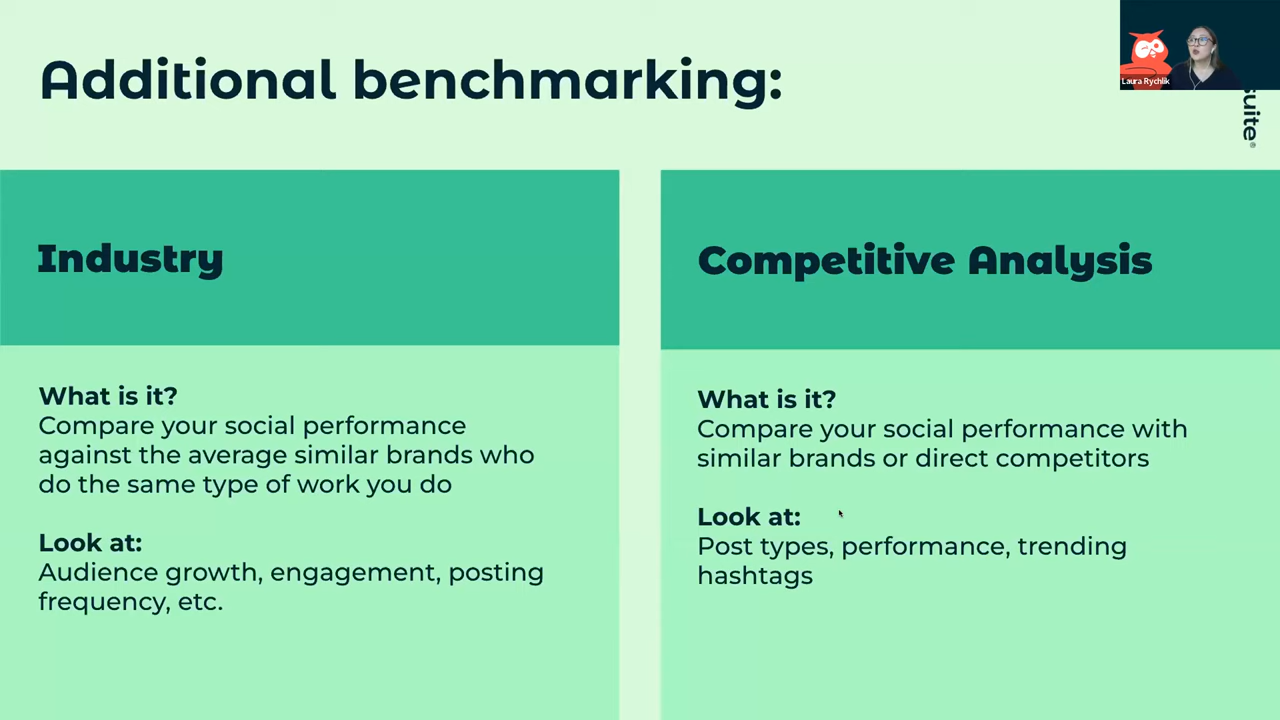 Additional benchmarking:
Laura Rychlik
suite®
Industry
What is it?
Compare your social performance
against the average similar brands who
do the same type of work you do
Look at:
Audience growth, engagement, posting
frequency, etc.
Competitive Analysis
What is it?
Compare your social performance with
similar brands or direct competitors
Look at:
Post types, performance, trending
hashtags